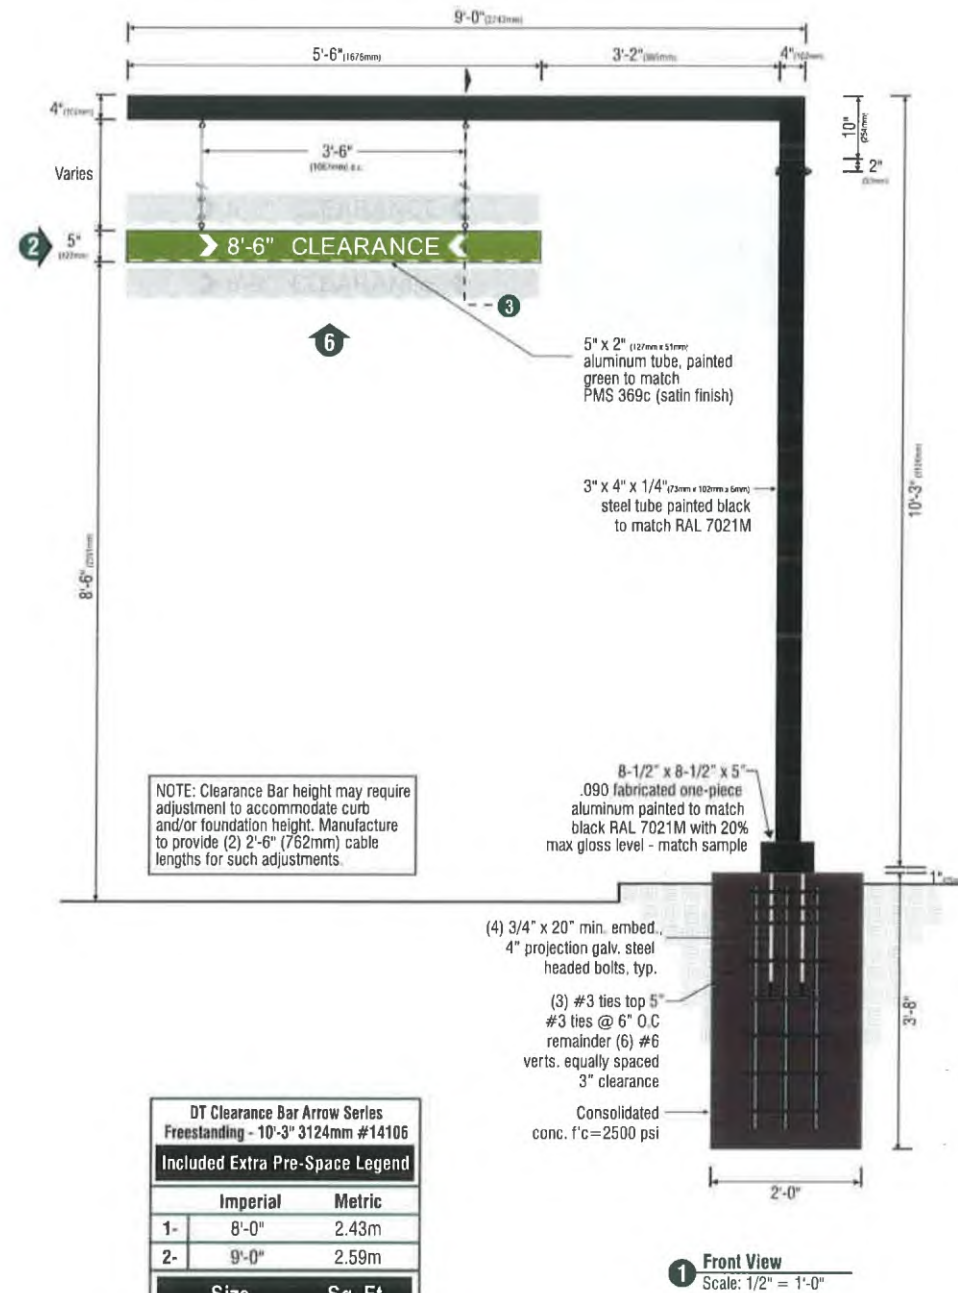 9'-0" (2743mm)
5'-6" (1675mm)
3'-2"
4" (102mm)
4" (102mm)
10" (254mm)
3'-6"
(1067mm) o.c.
Varies
2"
2
5"
8'-6" CLEARANCE
3
6
5" x 2" (127mm x 51mm)
aluminum tube, painted
green to match
PMS 369c (satin finish)
3" x 4" x 1/4" (73mm x 102mm x 6mm)
steel tube painted black
to match RAL 7021M
10'-3"
8'-6"
NOTE: Clearance Bar height may require
adjustment to accommodate curb
and/or foundation height. Manufacture
to provide (2) 2'-6" (762mm) cable
lengths for such adjustments.
8-1/2" x 8-1/2" x 5"
.090 fabricated one-piece
aluminum painted to match
black RAL 7021M with 20%
max gloss level - match sample
1"
(4) 3/4" x 20" min. embed.,
4" projection galv. steel
headed bolts, typ.
(3) #3 ties top 5"
#3 ties @ 6" O.C
remainder (6) #6
verts. equally spaced
3" clearance
3'-8"
Consolidated
conc. f'c=2500 psi
2'-0"
DT Clearance Bar Arrow Series
Freestanding - 10'-3" 3124mm #14106
Included Extra Pre-Space Legend
Imperial Metric
1- 8'-0" 2.43m
2- 9'-0" 2.59m
Size Sq. Ft.
1 Front View
Scale: 1/2" = 1'-0"